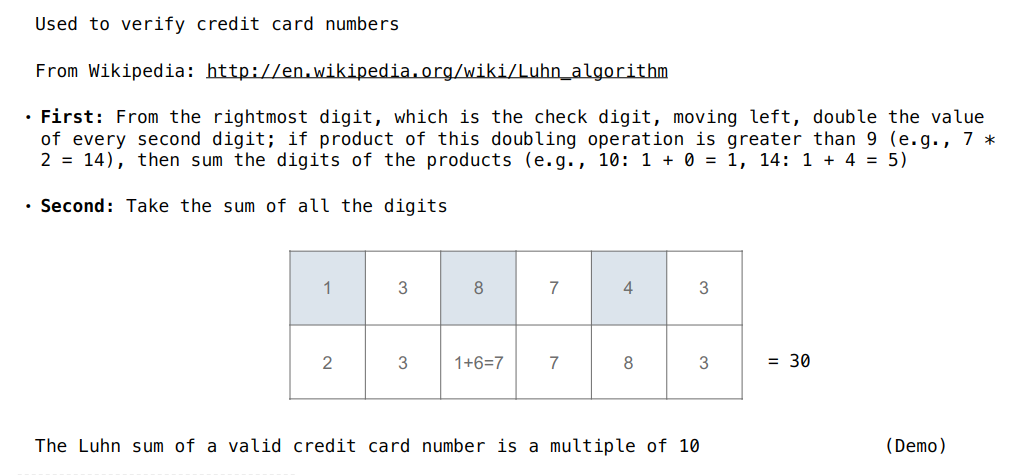 Used to verify credit card numbers
From Wikipedia: http://en.wikipedia.org/wiki/Luhn_algorithm
• First: From the rightmost digit, which is the check digit, moving left, double the value
of every second digit; if product of this doubling operation is greater than 9 (e.g., 7 *
2 = 14), then sum the digits of the products (e.g., 10: 1 + 0 = 1, 14: 1 + 4 = 5)
• Second: Take the sum of all the digits
1 3 8 7 4 3
2 3 1+6=7 7 8 3 = 30
The Luhn sum of a valid credit card number is a multiple of 10 (Demo)